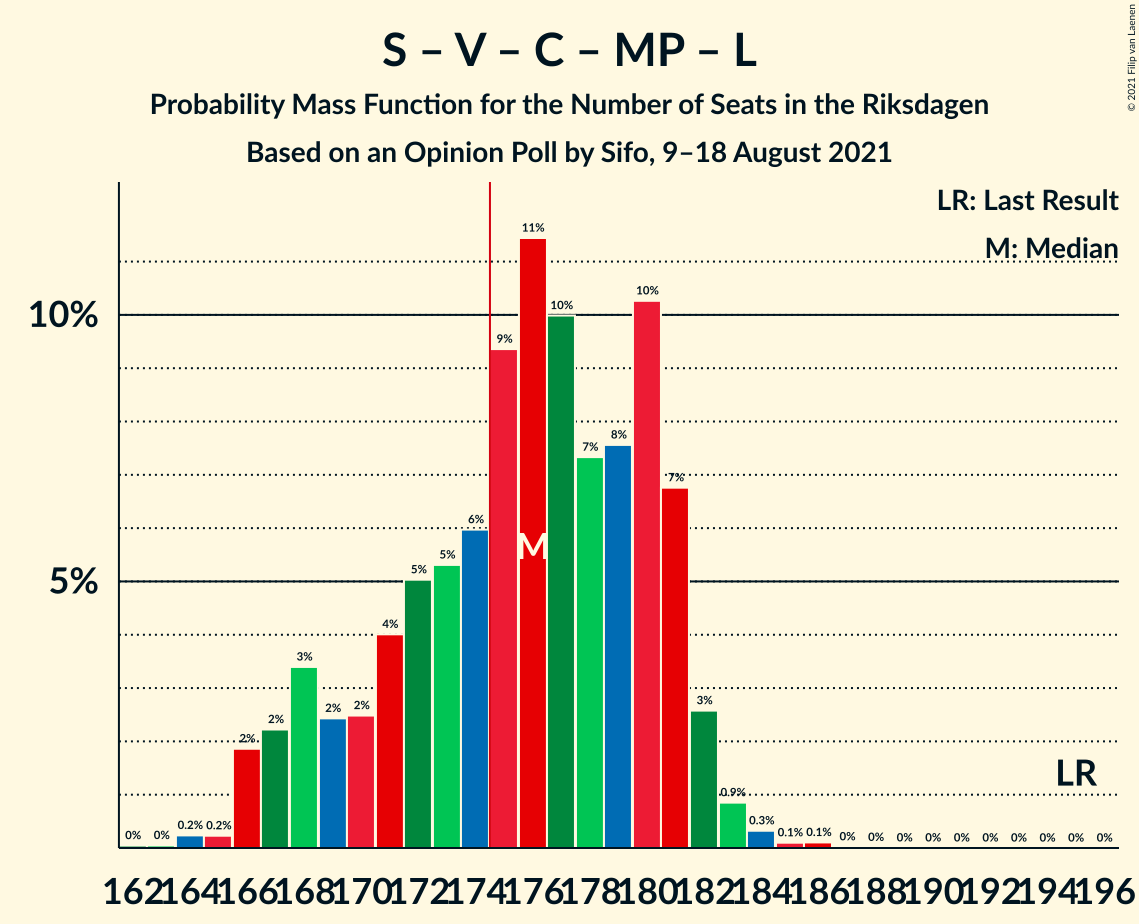 S – V – C – MP – L
Probability Mass Function for the Number of Seats in the Riksdagen
Based on an Opinion Poll by Sifo, 9–18 August 2021
© 2021 Filip van Laenen
LR: Last Result
M: Median
10%
5%
0% 0% 0.2% 0.2% 2% 2% 3% 2% 2% 4% 5% 5% 6% 9% 11% 10% 7% 8% 10% 7% 3% 0.9% 0.3% 0.1% 0.1% 0% 0% 0% 0% 0% 0% 0% 0% 0% 0%
M
LR
162 164 166 168 170 172 174 176 178 180 182 184 186 188 190 192 194 196